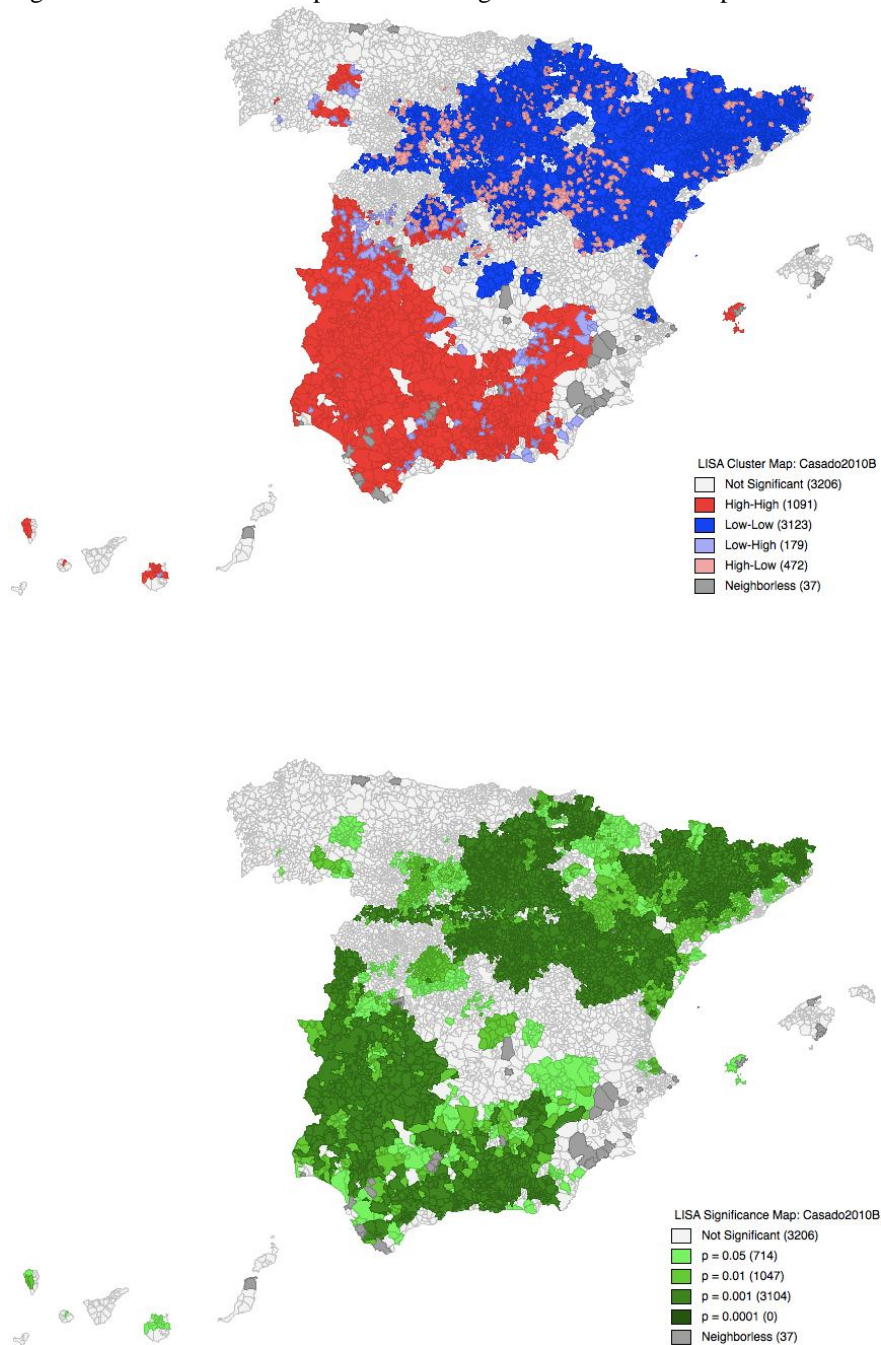 LISA Cluster Map: Casado2010B
Not Significant (3206)
High-High (1091)
Low-Low (3123)
Low-High (179)
High-Low (472)
Neighborless (37)
LISA Significance Map: Casado2010B
Not Significant (3206)
p = 0.05 (714)
p = 0.01 (1047)
p = 0.001 (3104)
p = 0.0001 (0)
Neighborless (37)